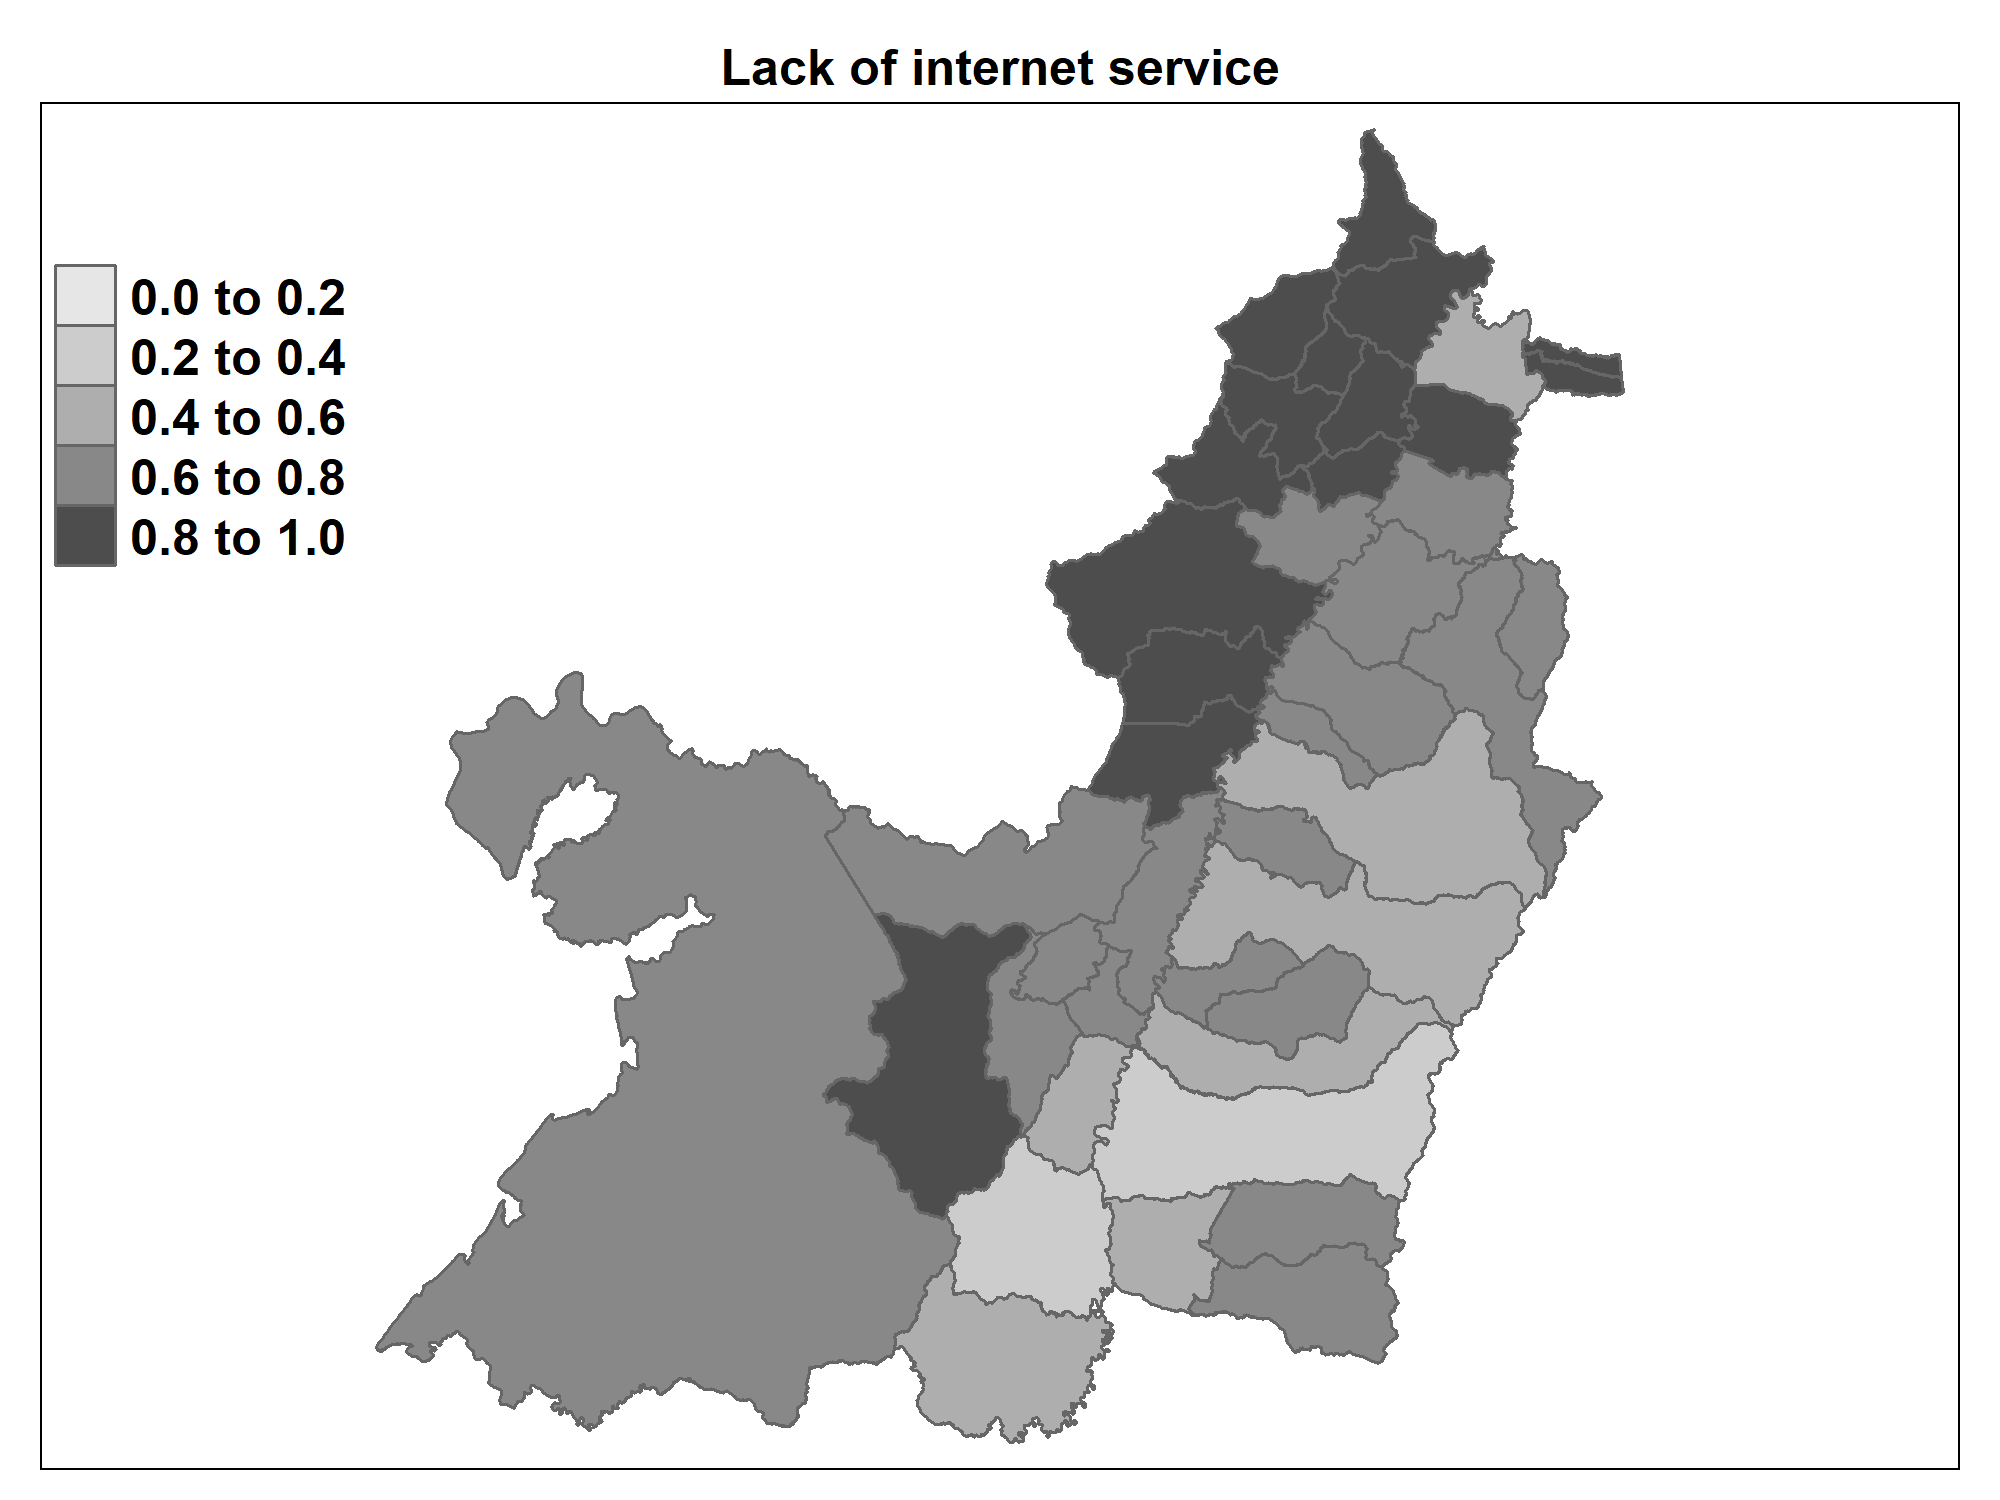 Lack of internet service
0.0 to 0.2
0.2 to 0.4
0.4 to 0.6
0.6 to 0.8
0.8 to 1.0